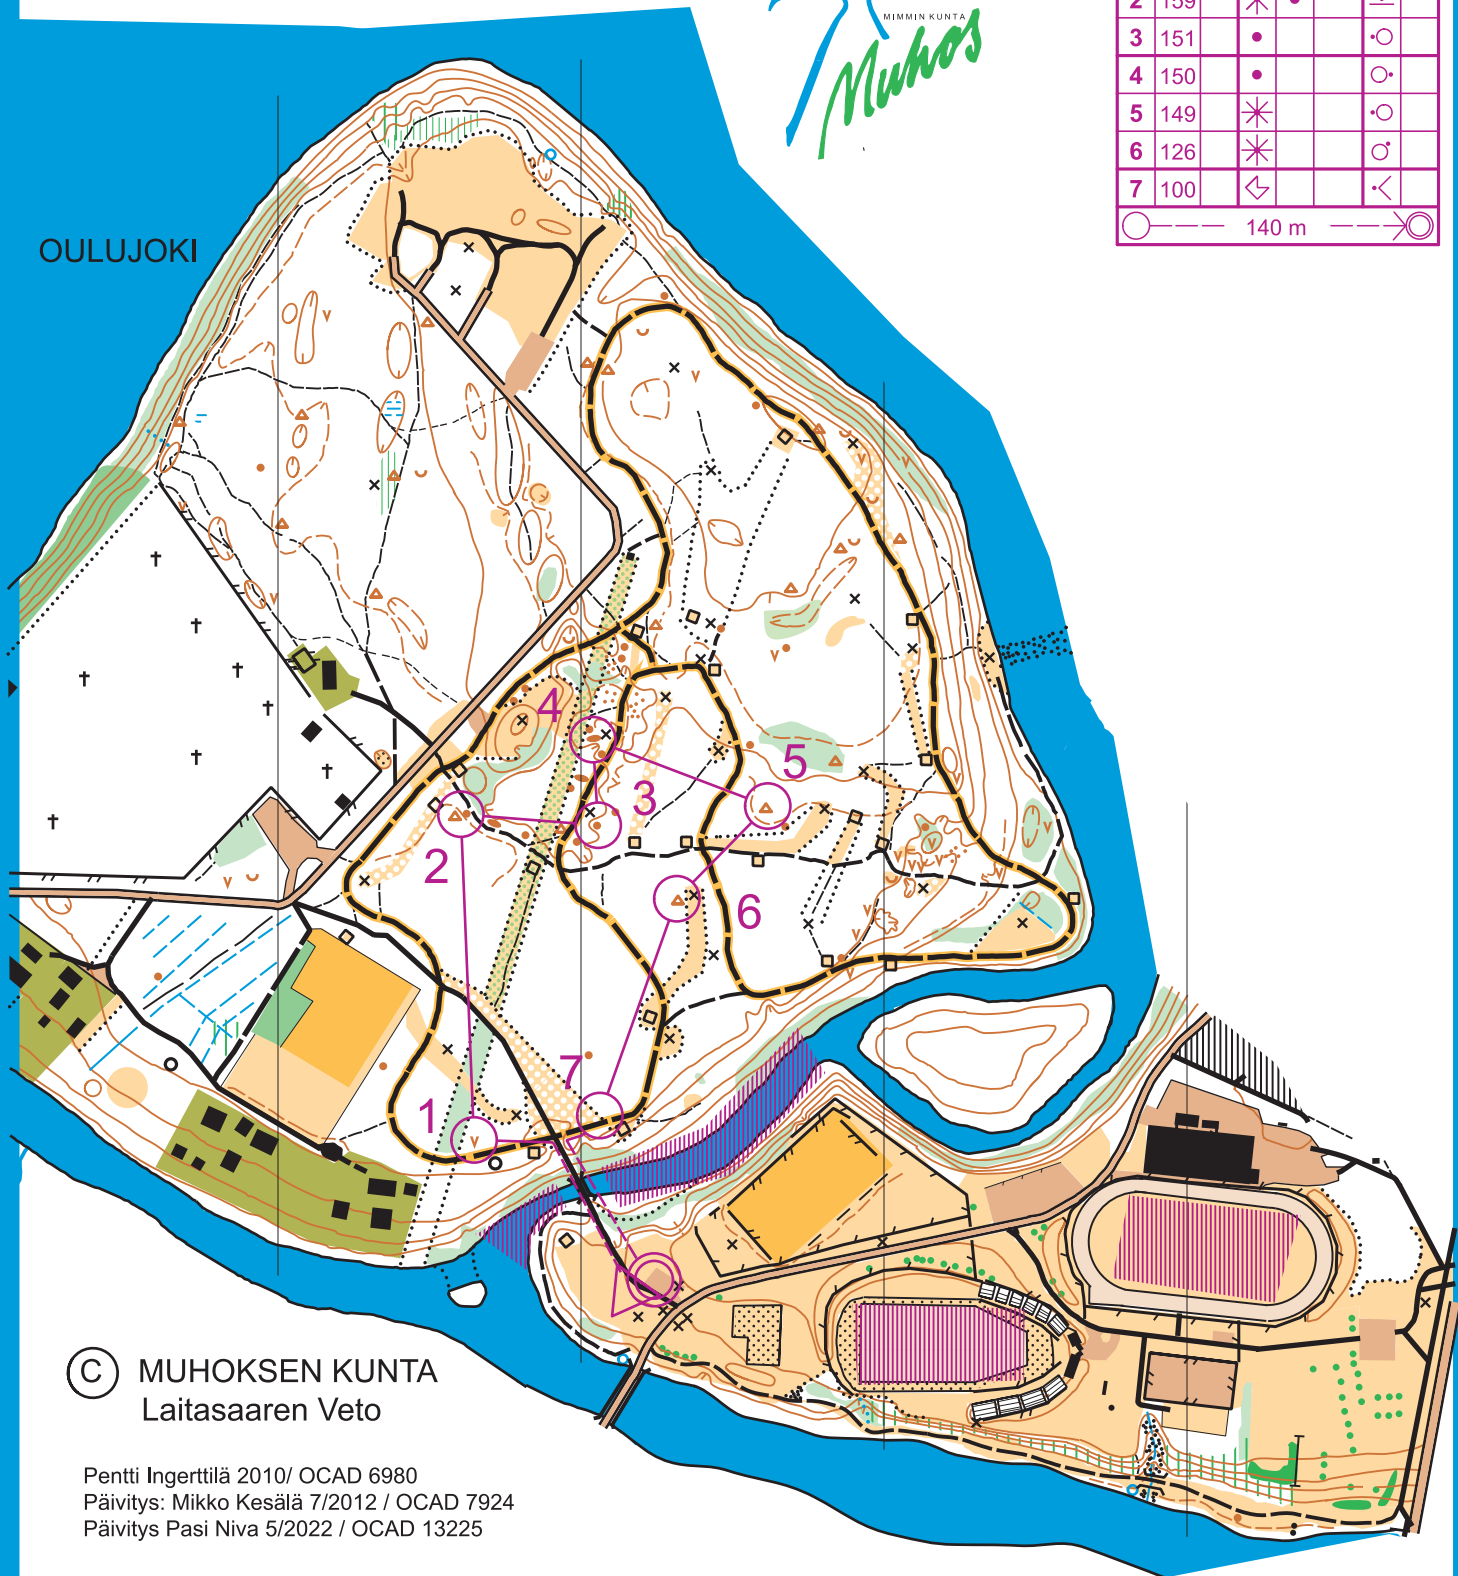 MIMMIN KUNTA
Muhos
2 159
3 151
4 150
5 149
6 126
7 100
140 m
OULUJOKI
4
5
3
2
6
7
1
C MUHOKSEN KUNTA
Laitasaaren Veto
Pentti Ingerttilä 2010/ OCAD 6980
Päivitys: Mikko Kesälä 7/2012 / OCAD 7924
Päivitys Pasi Niva 5/2022 / OCAD 13225